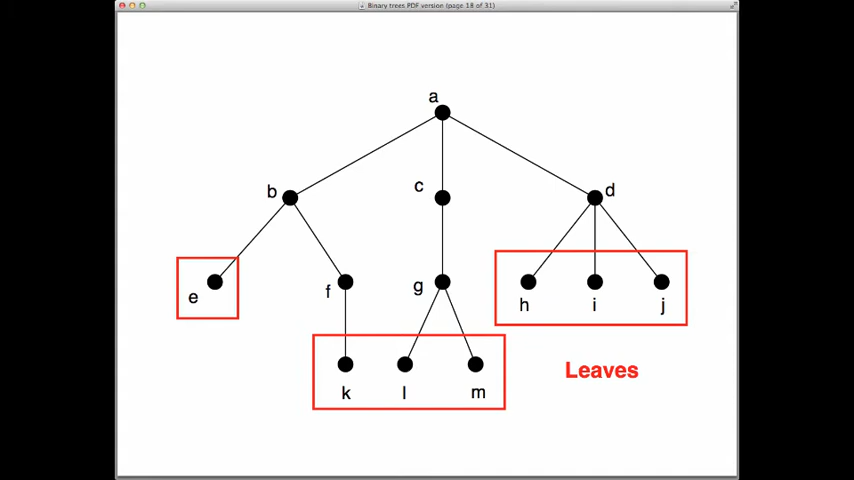 Binary trees PDF version (page 18 of 31)
a
b
c
d
e
f
g
h
i
j
k
l
m
Leaves